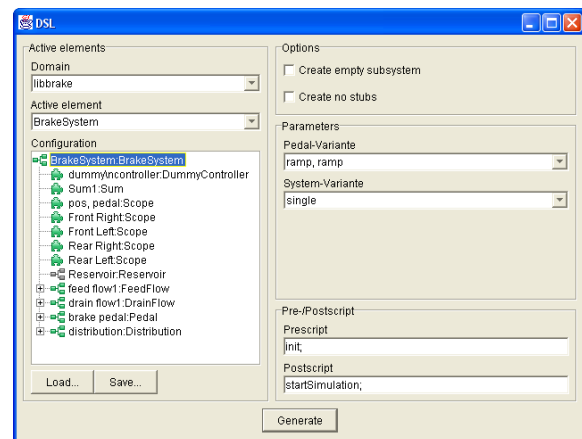 DSL
Active elements
Domain
libbrake
Active element
BrakeSystem
Configuration
BrakeSystem:BrakeSystem
dummy\ncontroller:DummyController
Sum1:Sum
pos, pedal:Scope
Front Right:Scope
Front Left:Scope
Rear Right:Scope
Rear Left:Scope
Reservoir:Reservoir
feed flow1:FeedFlow
drain flow1:DrainFlow
brake pedal:Pedal
distribution:Distribution
Load...
Save...
Options
Create empty subsystem
Create no stubs
Parameters
Pedal-Variante
ramp, ramp
System-Variante
single
Pre-/Postscript
Prescript
init;
Postscript
startSimulation;
Generate